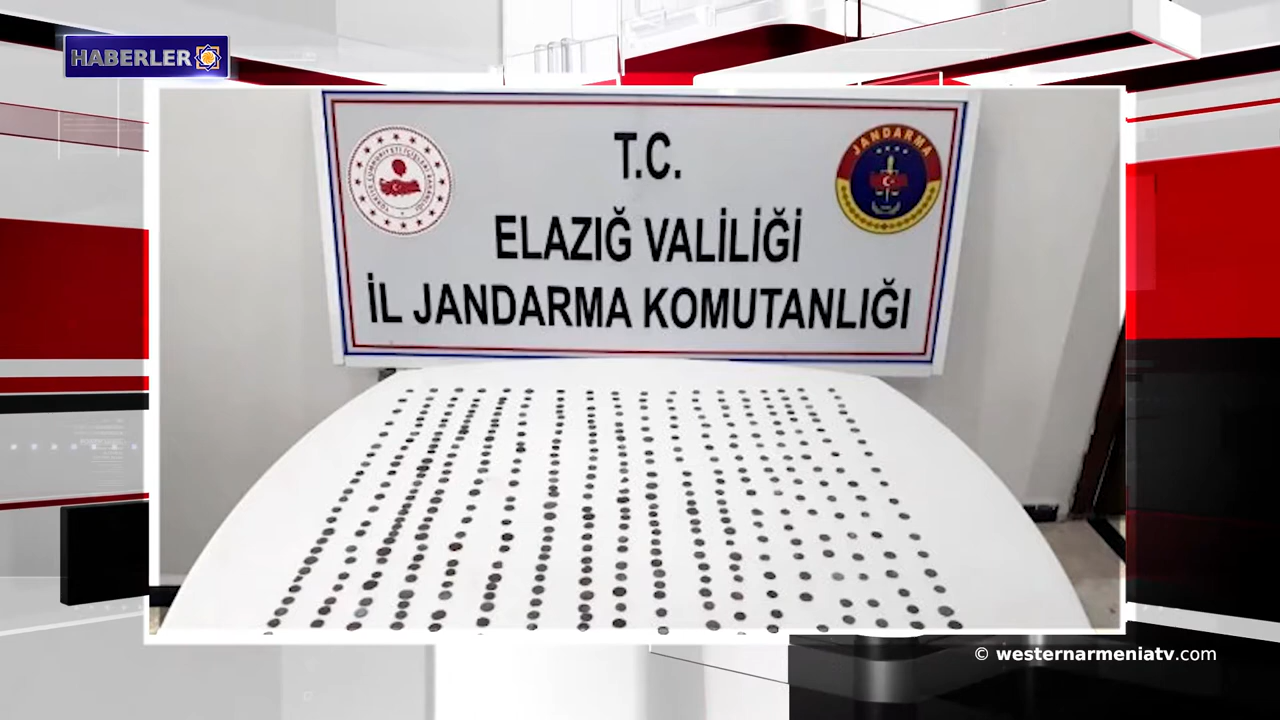 HABERLER
T.C.
ELAZIĞ VALİLİĞİ
İL JANDARMA KOMUTANLIĞI
JANDARMA
© westernarmeniatv.com